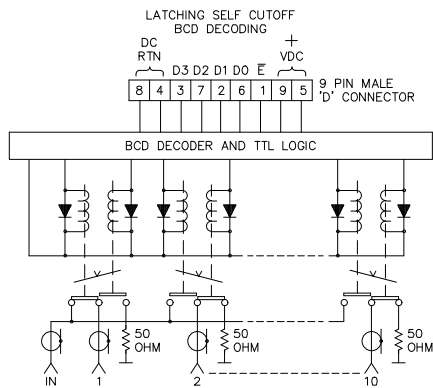 LATCHING SELF CUTOFF
BCD DECODING
DC
RTN
+
VDC
D3 D2 D1 D0 E̅
8 4 3 7 2 6 1 9 5
9 PIN MALE
'D' CONNECTOR
BCD DECODER AND TTL LOGIC
50
OHM
50
OHM
50
OHM
IN 1 2 10